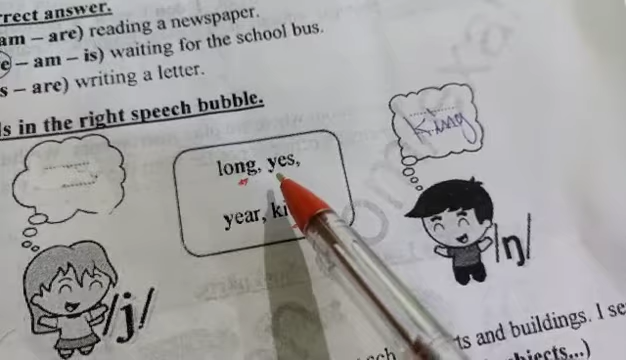 rrect answer.
am – are) reading a newspaper.
e – am – is) waiting for the school bus.
s – are) writing a letter.
ls in the right speech bubble.
king
long, yes,
year, ki
/j/
/ŋ/
ts and buildings. I se
bjects...)